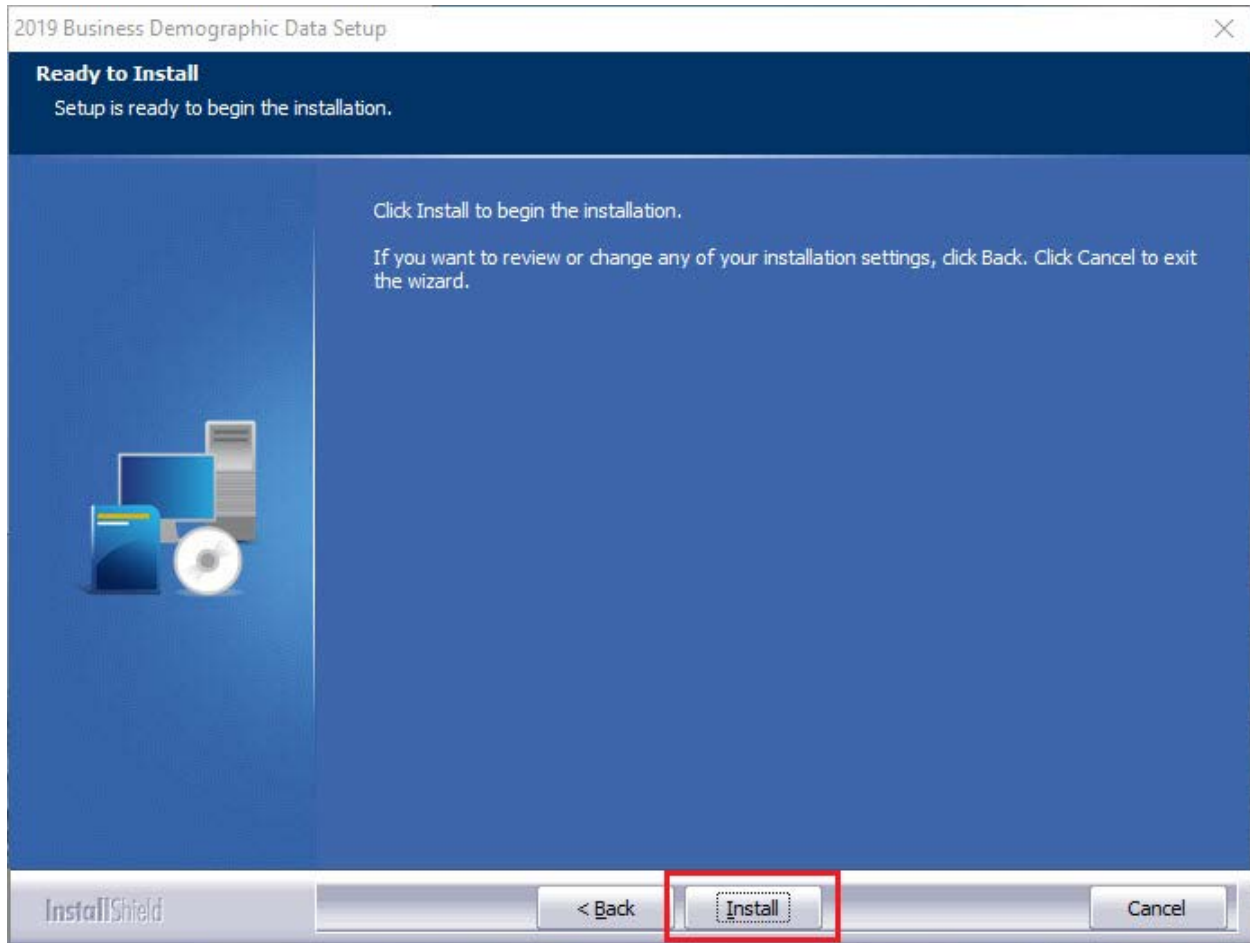 2019 Business Demographic Data Setup
Ready to Install
Setup is ready to begin the installation.
Click Install to begin the installation.
If you want to review or change any of your installation settings, click Back. Click Cancel to exit
the wizard.
InstallShield
< Back
Install
Cancel